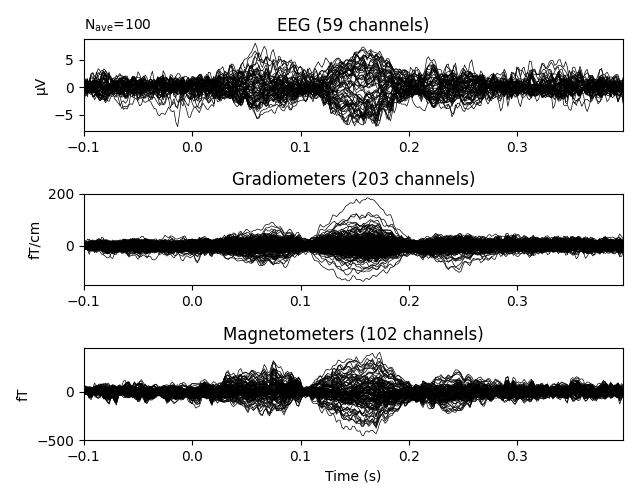 N_ave=100
EEG (59 channels)
5
0
−5
µV
−0.1 0.0 0.1 0.2 0.3
Gradiometers (203 channels)
200
0
fT/cm
−0.1 0.0 0.1 0.2 0.3
Magnetometers (102 channels)
0
−500
fT
−0.1 0.0 0.1 0.2 0.3
Time (s)